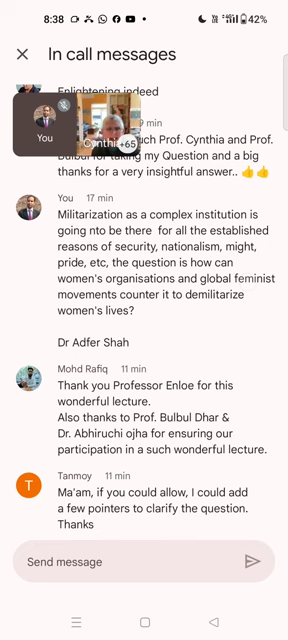 8:38
42%
In call messages
Enlightening indeed
You
Cynthia
+65
9 min
uch Prof. Cynthia and Prof.
Bulbul for taking my Question and a big
thanks for a very insightful answer.. 👍👍
You 17 min
Militarization as a complex institution is
going nto be there for all the established
reasons of security, nationalism, might,
pride, etc, the question is how can
women's organisations and global feminist
movements counter it to demilitarize
women's lives?
Dr Adfer Shah
Mohd Rafiq 11 min
Thank you Professor Enloe for this
wonderful lecture.
Also thanks to Prof. Bulbul Dhar &
Dr. Abhiruchi ojha for ensuring our
participation in a such wonderful lecture.
T
Tanmoy 11 min
Ma'am, if you could allow, I could add
a few pointers to clarify the question.
Thanks
Send message